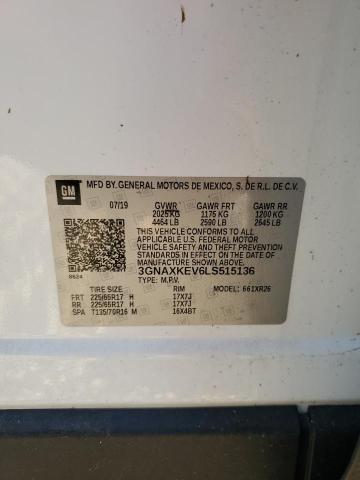 GM
MFD. BY. GENERAL MOTORS DE MEXICO, S. DE R.L. DE C.V.
07/19 GVWR GAWR FRT GAWR RR
2025 KG 1175 KG 1200 KG
4464 LB 2590 LB 2645 LB
THIS VEHICLE CONFORMS TO ALL
APPLICABLE U.S. FEDERAL MOTOR
VEHICLE SAFETY AND THEFT PREVENTION
STANDARDS IN EFFECT ON THE DATE OF
MANUFACTURE SHOWN ABOVE.
8624 3GNAXKEV6LS515136
TYPE: M.P.V. MODEL: 661XR26
TIRE SIZE RIM
FRT 225/65R17 H 17X7J
RR 225/65R17 H 17X7J
SPA T135/70R16 M 16X4BT